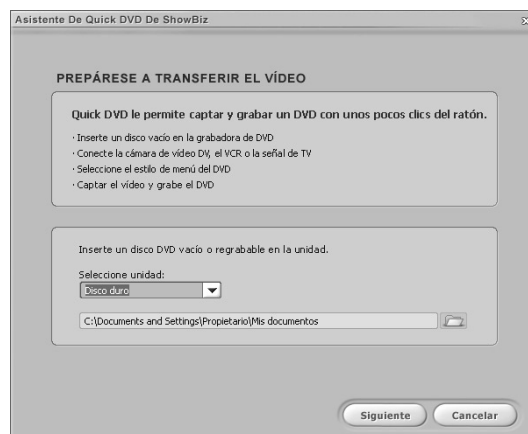 Asistente De Quick DVD De ShowBiz
PREPÁRESE A TRANSFERIR EL VÍDEO
Quick DVD le permite captar y grabar un DVD con unos pocos clics del ratón.
· Inserte un disco vacío en la grabadora de DVD
· Conecte la cámara de vídeo DV, el VCR o la señal de TV
· Seleccione el estilo de menú del DVD
· Captar el vídeo y grabe el DVD
Inserte un disco DVD vacío o regrabable en la unidad.
Seleccione unidad:
Disco duro
C:\Documents and Settings\Propietario\Mis documentos
Siguiente Cancelar